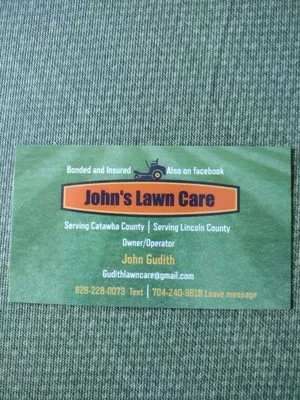 Bonded and Insured Also on facebook
John's Lawn Care
Serving Catawba County | Serving Lincoln County
Owner/Operator
John Gudith
Gudithlawncare@gmail.com
828-228-0073 Text | 704-240-9818 Leave message